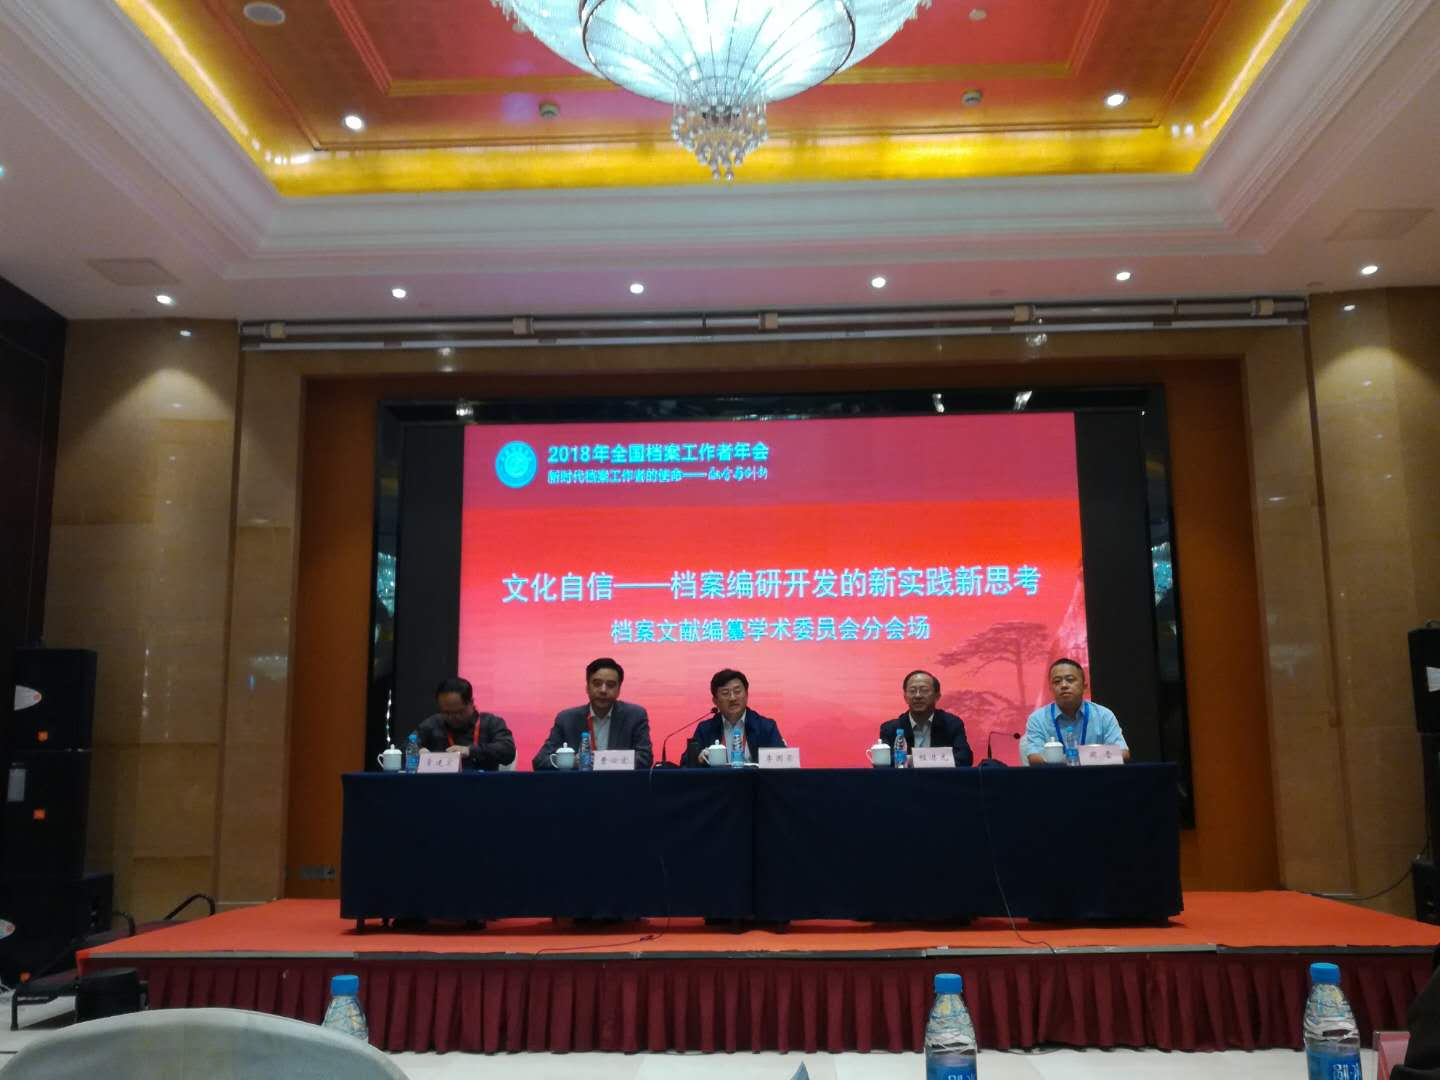 2018年全国档案工作者年会
新时代档案工作者的使命——融合与创新
文化自信——档案编研开发的新实践新思考
档案文献编纂学术委员会分会场